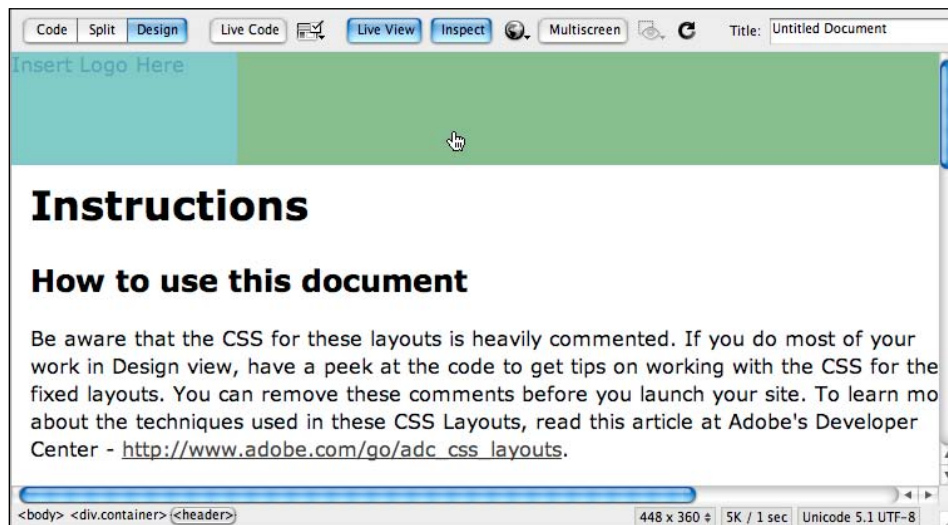 Code Split Design Live Code Live View Inspect Multiscreen Title: Untitled Document
Insert Logo Here
Instructions
How to use this document
Be aware that the CSS for these layouts is heavily commented. If you do most of your
work in Design view, have a peek at the code to get tips on working with the CSS for the
fixed layouts. You can remove these comments before you launch your site. To learn mo
about the techniques used in these CSS Layouts, read this article at Adobe's Developer
Center - http://www.adobe.com/go/adc_css_layouts.
<body> <div.container> <header> 448 x 360 5K / 1 sec Unicode 5.1 UTF-8